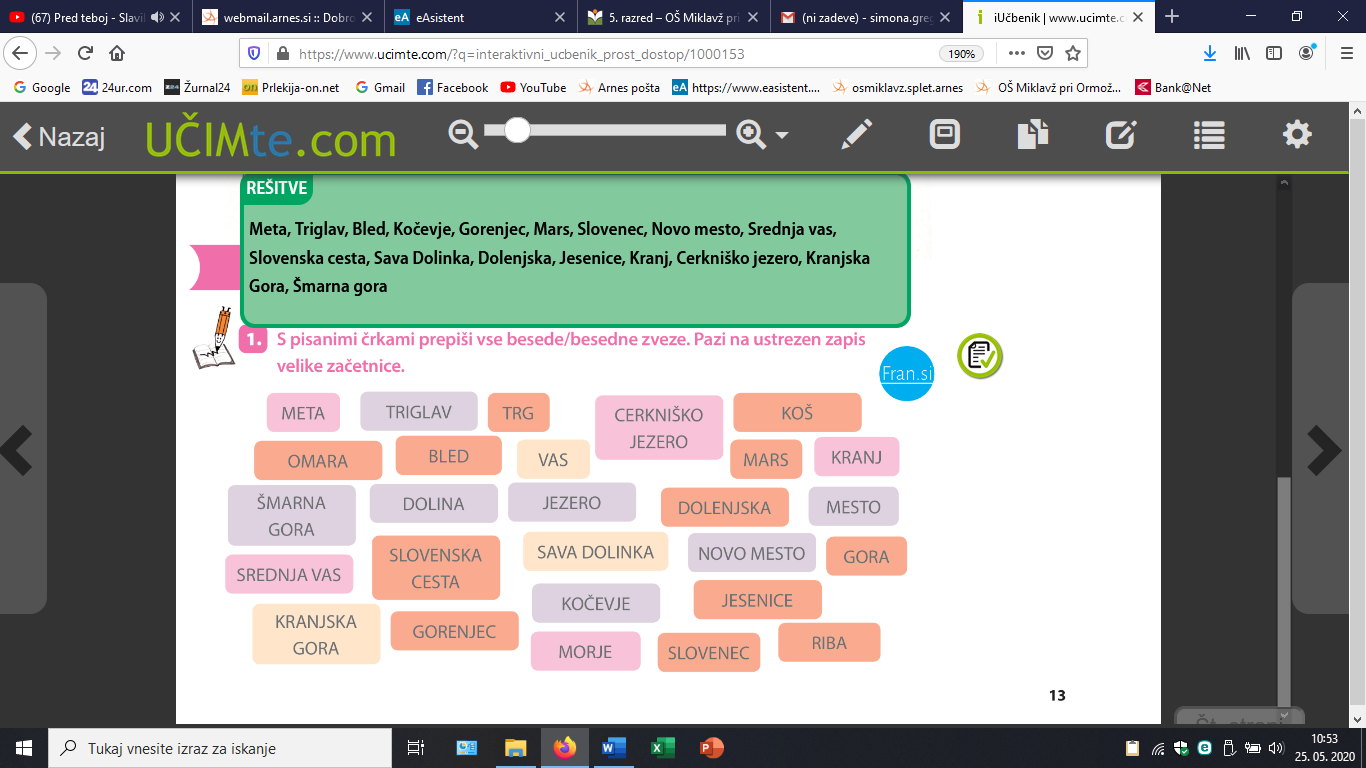 (67) Pred teboj - Slavil
webmail.arnes.si :: Dobro
eAsistent
5. razred – OŠ Miklavž pri
(ni zadeve) - simona.greg
iUčbenik | www.ucimte.c
https://www.ucimte.com/?q=interaktivni_ucbenik_prost_dostop/1000153
190%
Google
24ur.com
Žurnal24
Prlekija-on.net
Gmail
Facebook
YouTube
Arnes pošta
https://www.easistent....
osmiklavz.splet.arnes
OŠ Miklavž pri Ormož...
Bank@Net
Nazaj
UČIMte.com
REŠITVE
Meta, Triglav, Bled, Kočevje, Gorenjec, Mars, Slovenec, Novo mesto, Srednja vas,
Slovenska cesta, Sava Dolinka, Dolenjska, Jesenice, Kranj, Cerkniško jezero, Kranjska
Gora, Šmarna gora
1. S pisanimi črkami prepiši vse besede/besedne zveze. Pazi na ustrezen zapis
velike začetnice.
Fran.si
META
TRIGLAV
TRG
CERKNIŠKO
JEZERO
KOŠ
OMARA
BLED
VAS
MARS
KRANJ
ŠMARNA
GORA
DOLINA
JEZERO
DOLENJSKA
MESTO
SREDNJA VAS
SLOVENSKA
CESTA
SAVA DOLINKA
NOVO MESTO
GORA
KOČEVJE
JESENICE
KRANJSKA
GORA
GORENJEC
MORJE
SLOVENEC
RIBA
13
Št. strani
Tukaj vnesite izraz za iskanje
10:53
25. 05. 2020